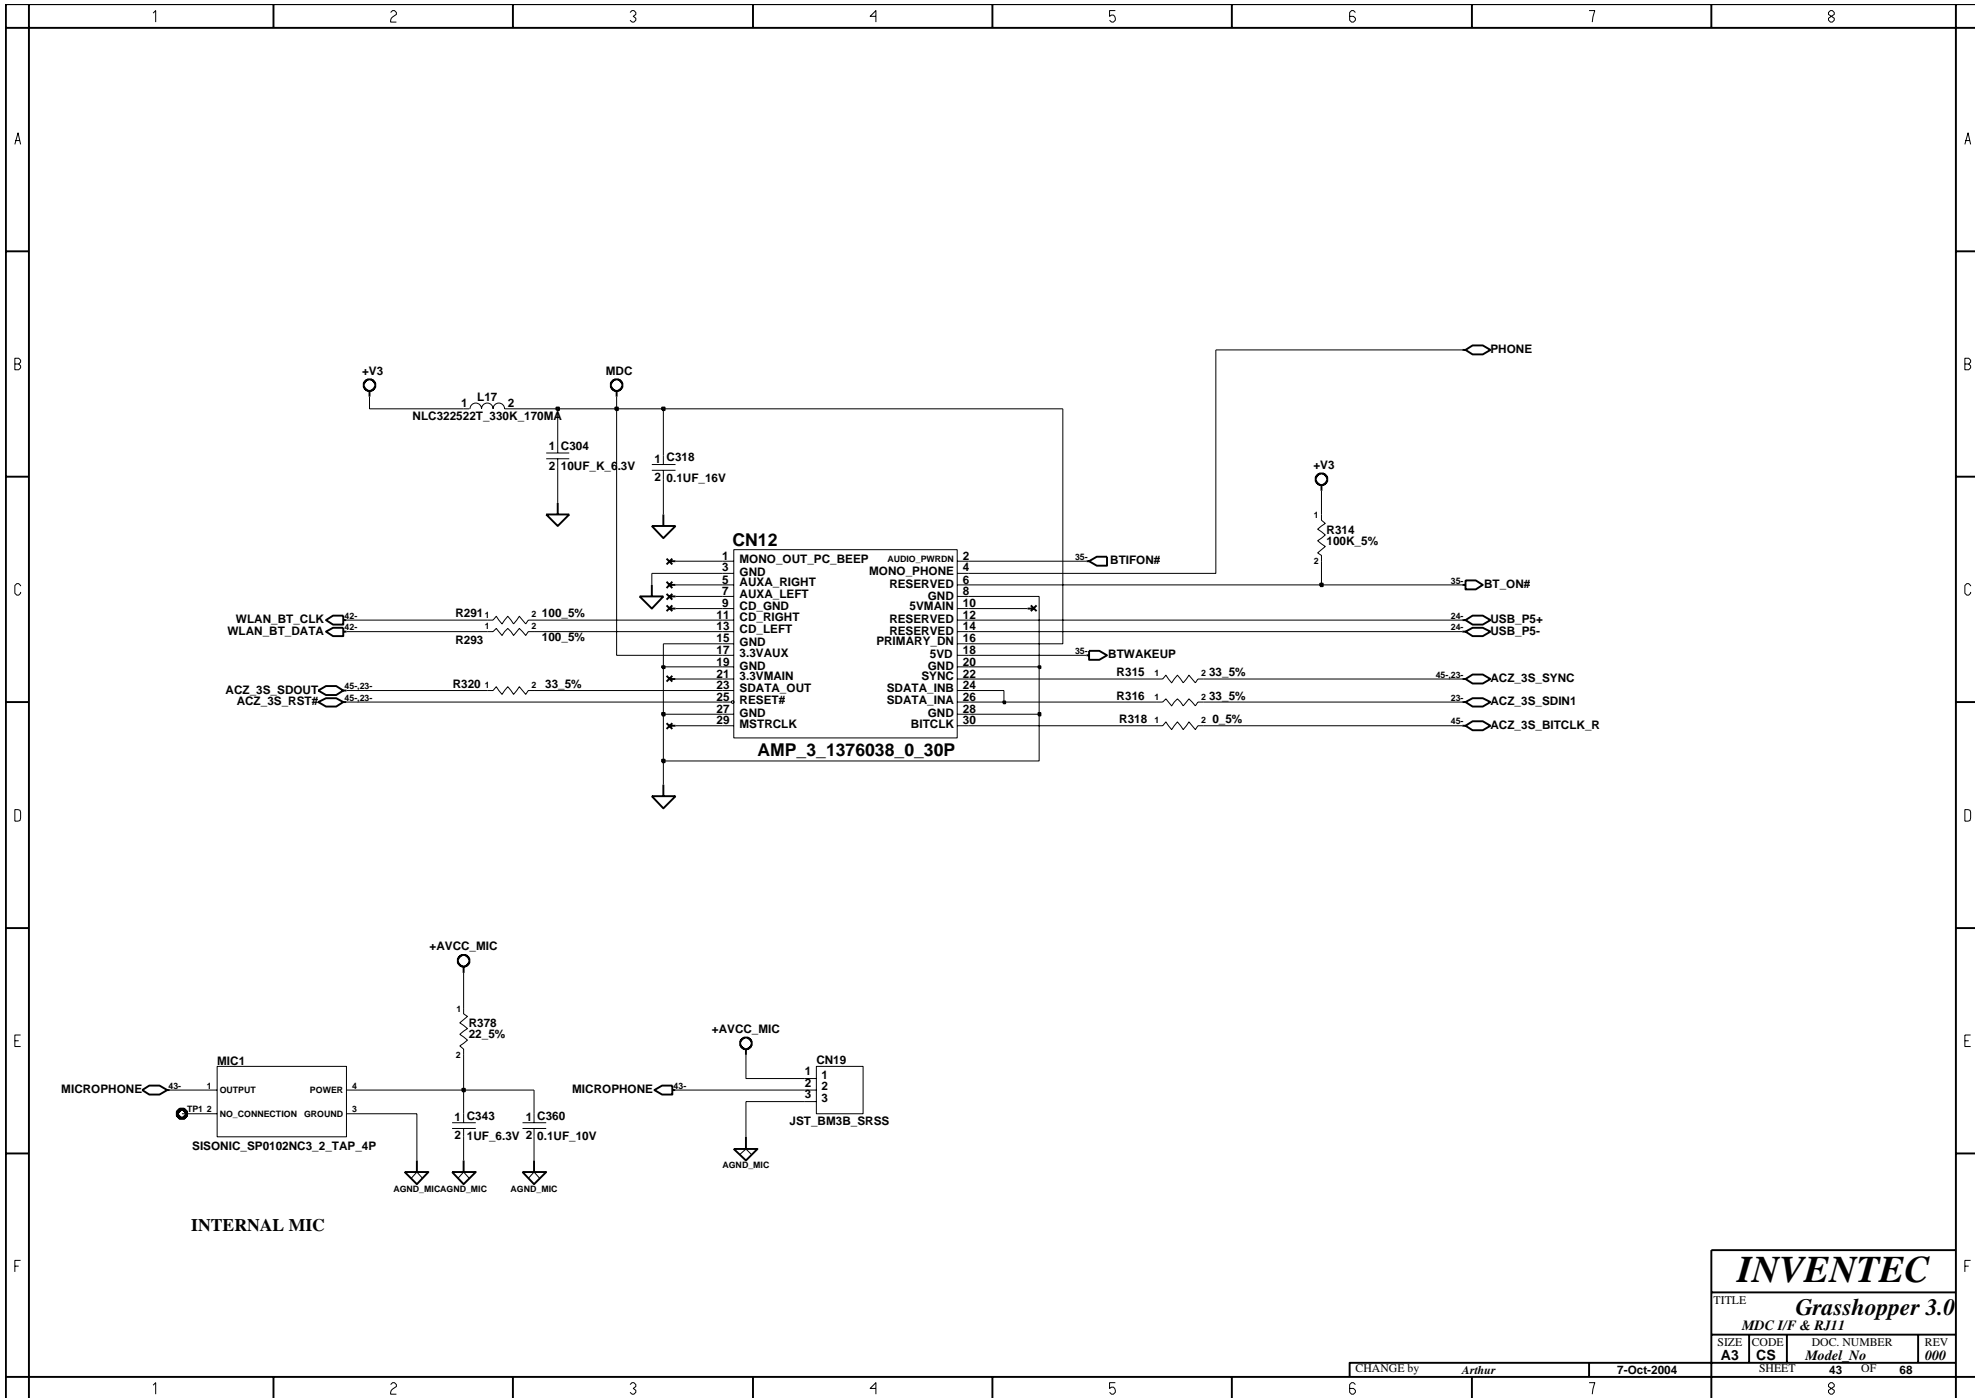 1 2 3 4 5 6 7 8
A A
B B
C C
D D
E E
F F
PHONE
+V3
MDC
1 L17 2
NLC322522T_330K_170MA
1 C304
2 10UF_K_6.3V
1 C318
2 0.1UF_16V
+V3
1
R314
100K_5%
2
CN12
1 MONO_OUT_PC_BEEP AUDIO_PWRDN 2 35- BTIFON#
3 GND MONO_PHONE 4
5 AUXA_RIGHT RESERVED 6 35- BT_ON#
7 AUXA_LEFT GND 8
9 CD_GND 5VMAIN 10
WLAN_BT_CLK 42- R291 1 2 100_5% 11 CD_RIGHT RESERVED 12 24- USB_P5+
WLAN_BT_DATA 42- R293 1 2 100_5% 13 CD_LEFT RESERVED 14 24- USB_P5-
15 GND PRIMARY_DN 16
17 3.3VAUX 5VD 18 35- BTWAKEUP
19 GND GND 20
21 3.3VMAIN SYNC 22 R315 1 2 33_5% 45-,23- ACZ_3S_SYNC
ACZ_3S_SDOUT 45-,23- R320 1 2 33_5% 23 SDATA_OUT SDATA_INB 24
ACZ_3S_RST# 45-,23- 25 RESET# SDATA_INA 26 R316 1 2 33_5% 23- ACZ_3S_SDIN1
27 GND GND 28
29 MSTRCLK BITCLK 30 R318 1 2 0_5% 45- ACZ_3S_BITCLK_R
AMP_3_1376038_0_30P
+AVCC_MIC
1
R378
22_5%
2
MIC1
MICROPHONE 43- 1 OUTPUT POWER 4
TP1 2 NO_CONNECTION GROUND 3
SISONIC_SP0102NC3_2_TAP_4P
1 C343
2 1UF_6.3V
1 C360
2 0.1UF_10V
AGND_MIC AGND_MIC AGND_MIC
INTERNAL MIC
+AVCC_MIC
CN19
1 1
MICROPHONE 43- 2 2
3 3
JST_BM3B_SRSS
AGND_MIC
INVENTEC
TITLE Grasshopper 3.0
MDC I/F & RJ11
SIZE CODE DOC. NUMBER REV
A3 CS Model_No 000
CHANGE by Arthur 7-Oct-2004 SHEET 43 OF 68
1 2 3 4 5 6 7 8